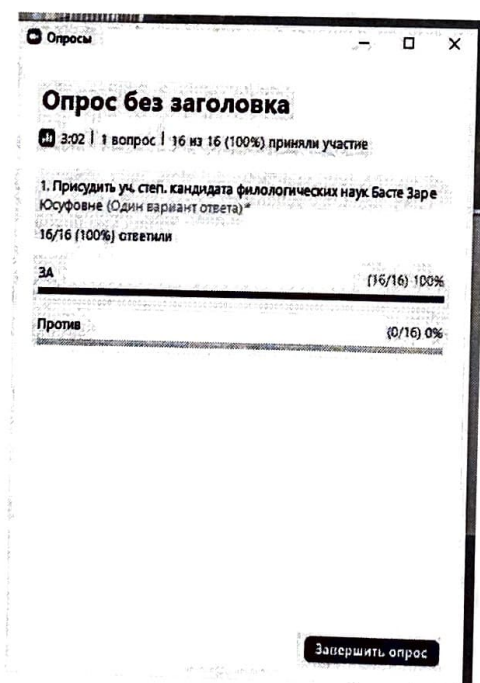 Опросы
Опрос без заголовка
3:02 | 1 вопрос | 16 из 16 (100%) приняли участие
1. Присудить уч. степ. кандидата филологических наук Басте Заре
Юсуфовне (Один вариант ответа)*
16/16 (100%) ответили
ЗА (16/16) 100%
Против (0/16) 0%
Завершить опрос